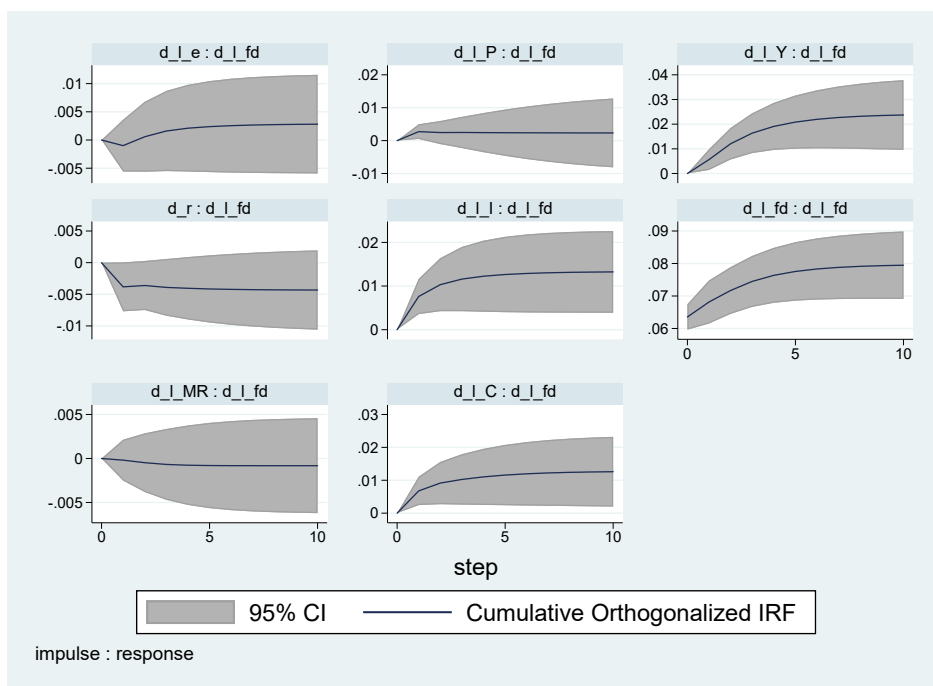 d_l_e : d_l_fd
.01
.005
0
-.005
d_l_P : d_l_fd
.02
.01
0
-.01
d_l_Y : d_l_fd
.04
.03
.02
.01
0
d_r : d_l_fd
.005
0
-.005
-.01
d_l_I : d_l_fd
.02
.01
0
d_l_fd : d_l_fd
.09
.08
.07
.06
0 5 10
d_l_MR : d_l_fd
.005
0
-.005
0 5 10
d_l_C : d_l_fd
.03
.02
.01
0
0 5 10
step
95% CI Cumulative Orthogonalized IRF
impulse : response